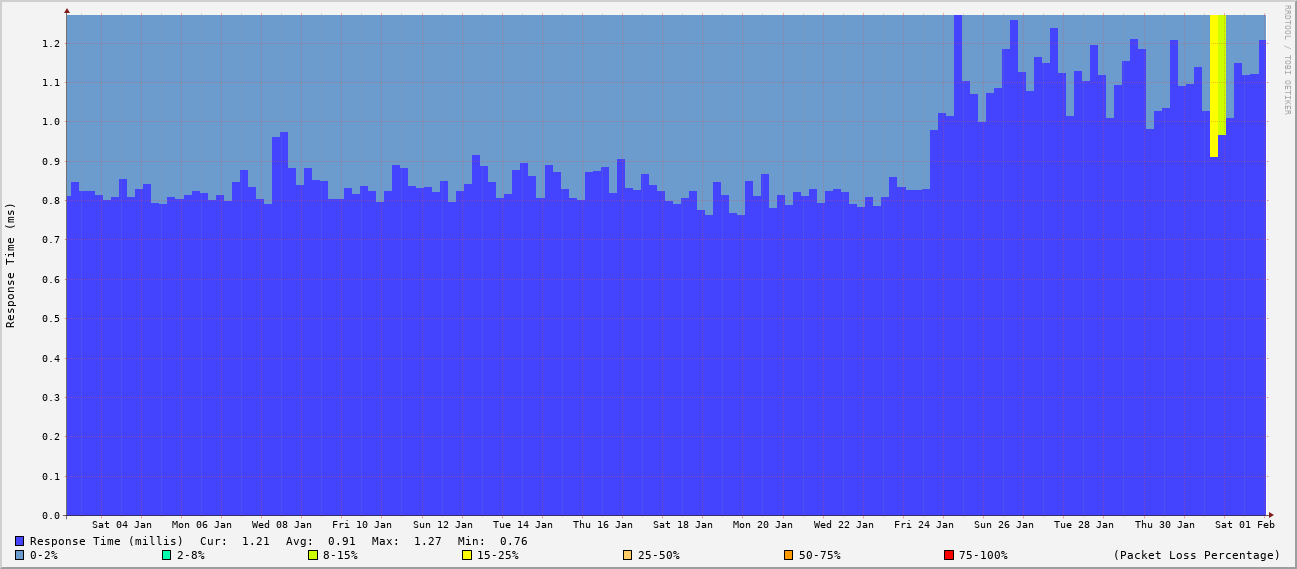 RRDTOOL / TOBI OETIKER
Response Time (ms)
1.2
1.1
1.0
0.9
0.8
0.7
0.6
0.5
0.4
0.3
0.2
0.1
0.0
Sat 04 Jan Mon 06 Jan Wed 08 Jan Fri 10 Jan Sun 12 Jan Tue 14 Jan Thu 16 Jan Sat 18 Jan Mon 20 Jan Wed 22 Jan Fri 24 Jan Sun 26 Jan Tue 28 Jan Thu 30 Jan Sat 01 Feb
Response Time (millis) Cur: 1.21 Avg: 0.91 Max: 1.27 Min: 0.76
0-2% 2-8% 8-15% 15-25% 25-50% 50-75% 75-100% (Packet Loss Percentage)